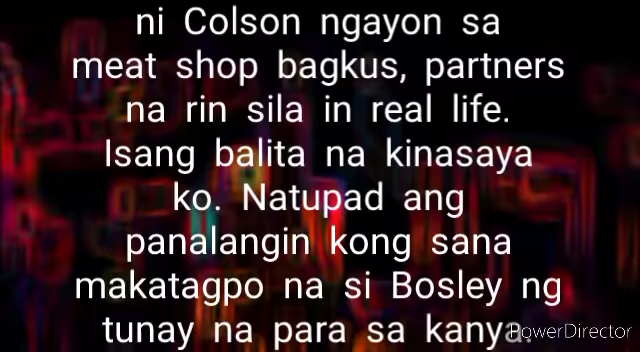 ni Colson ngayon sa
meat shop bagkus, partners
na rin sila in real life.
Isang balita na kinasaya
ko. Natupad ang
panalangin kong sana
makatagpo na si Bosley ng
tunay na para sa kanya.
PowerDirector